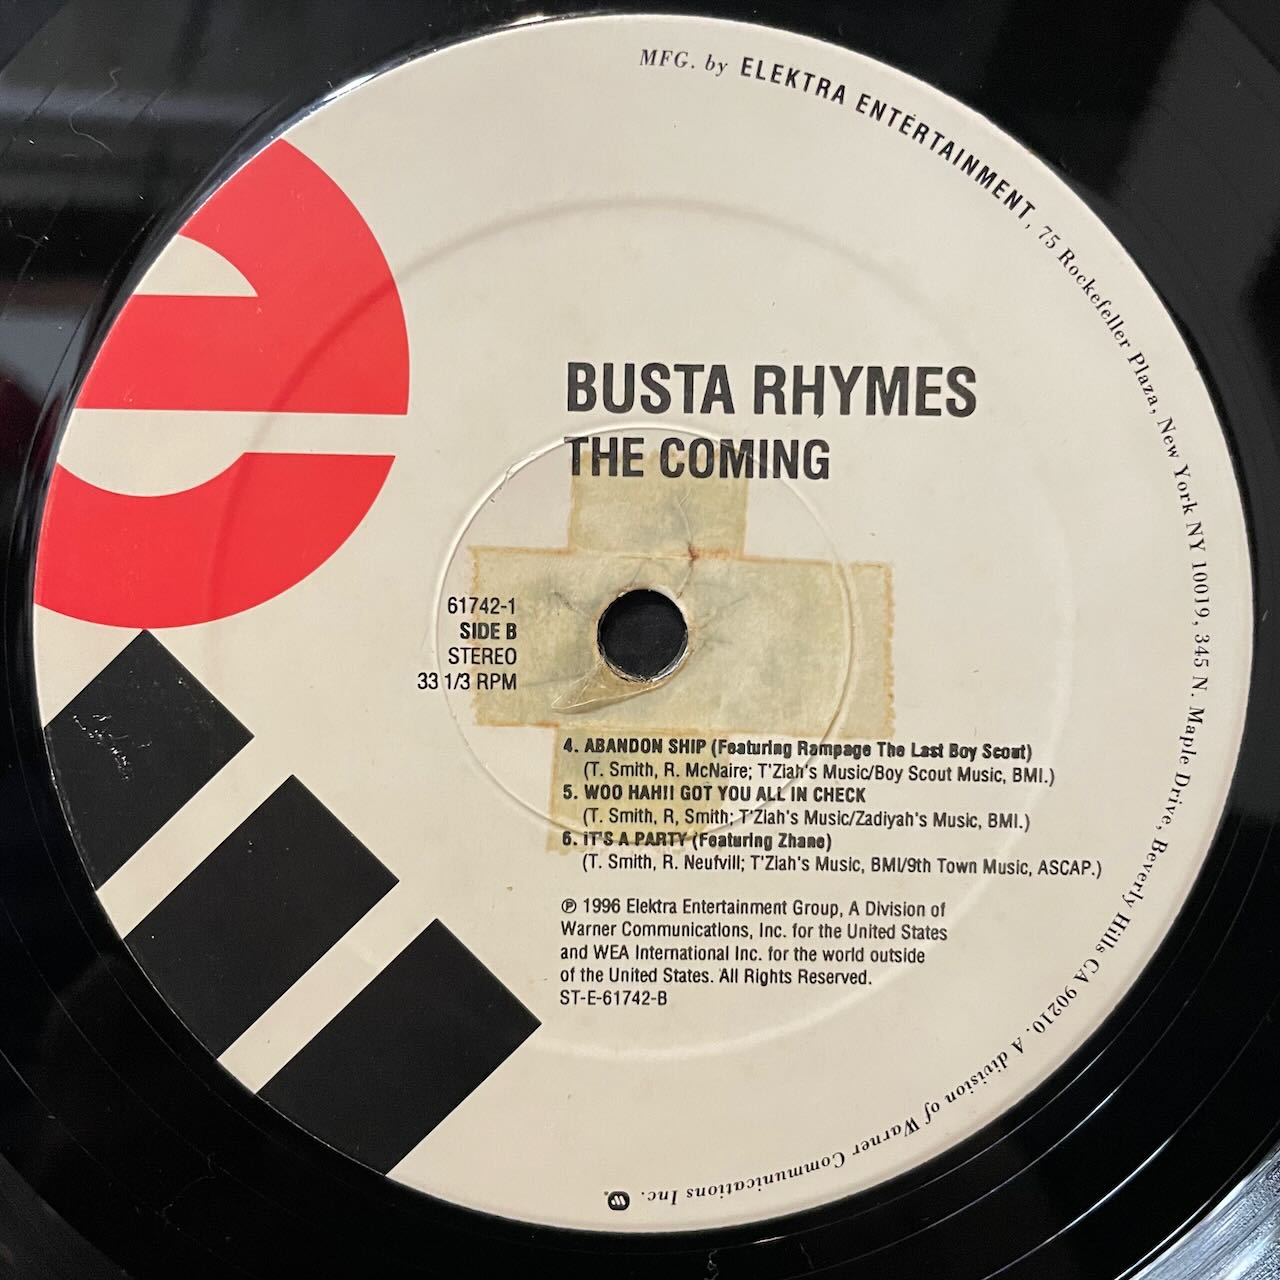 MFG. by ELEKTRA ENTERTAINMENT, 75 Rockefeller Plaza, New York NY 10019, 345 N. Maple Drive, Beverly Hills CA 90210. A division of Warner Communications Inc.
e
BUSTA RHYMES
THE COMING
61742-1
SIDE B
STEREO
33 1/3 RPM
4. ABANDON SHIP (Featuring Rampage The Last Boy Scout)
(T. Smith, R. McNaire; T'Ziah's Music/Boy Scout Music, BMI.)
5. WOO HAH!! GOT YOU ALL IN CHECK
(T. Smith, R, Smith; T'Ziah's Music/Zadiyah's Music, BMI.)
6. IT'S A PARTY (Featuring Zhane)
(T. Smith, R. Neufvill; T'Ziah's Music, BMI/9th Town Music, ASCAP.)
℗ 1996 Elektra Entertainment Group, A Division of
Warner Communications, Inc. for the United States
and WEA International Inc. for the world outside
of the United States. All Rights Reserved.
ST-E-61742-B